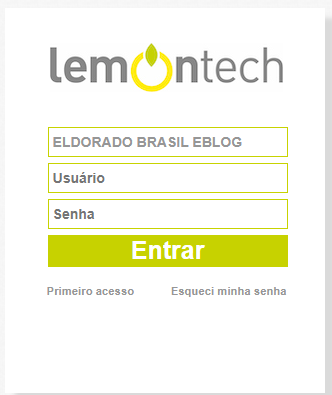 lemontech
ELDORADO BRASIL EBLOG
Usuário
Senha
Entrar
Primeiro acesso Esqueci minha senha